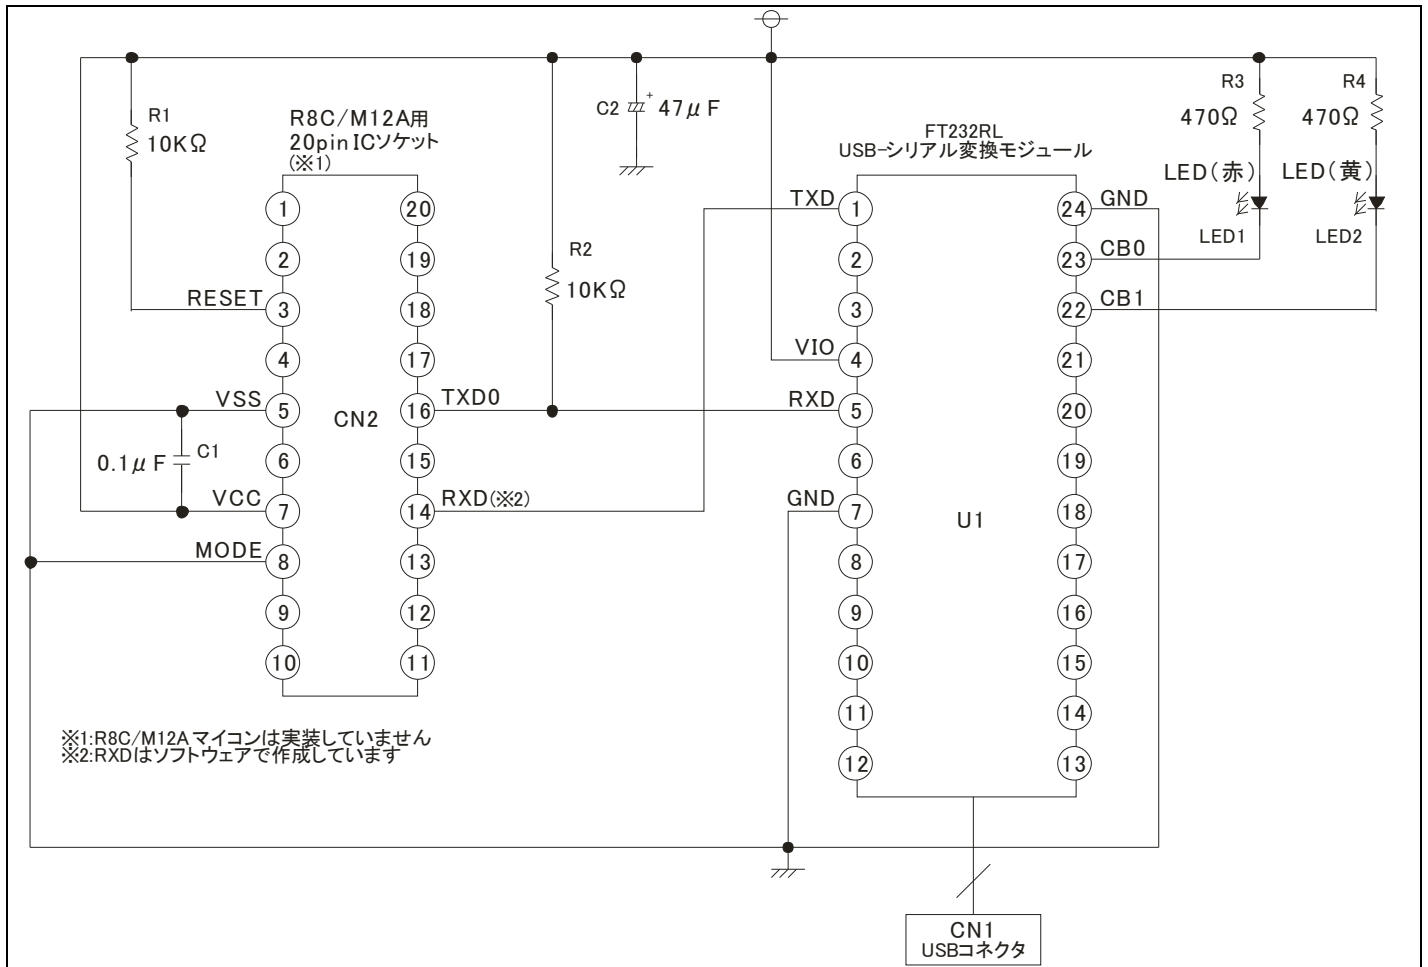 R1
10KΩ
R8C/M12A用
20pin ICソケット
(※1)
C2
+
47μF
R3
470Ω
R4
470Ω
FT232RL
USB-シリアル変換モジュール
LED(赤)
LED(黄)
LED1
LED2
R2
10KΩ
RESET
VSS
C1
0.1μF
VCC
MODE
1
2
3
4
5
6
7
8
9
10
CN2
20
19
18
17
16
15
14
13
12
11
TXD0
RXD(※2)
TXD
VIO
RXD
GND
1
2
3
4
5
6
7
8
9
10
11
12
U1
24
23
22
21
20
19
18
17
16
15
14
13
GND
CB0
CB1
※1:R8C/M12Aマイコンは実装していません
※2:RXDはソフトウェアで作成しています
CN1
USBコネクタ